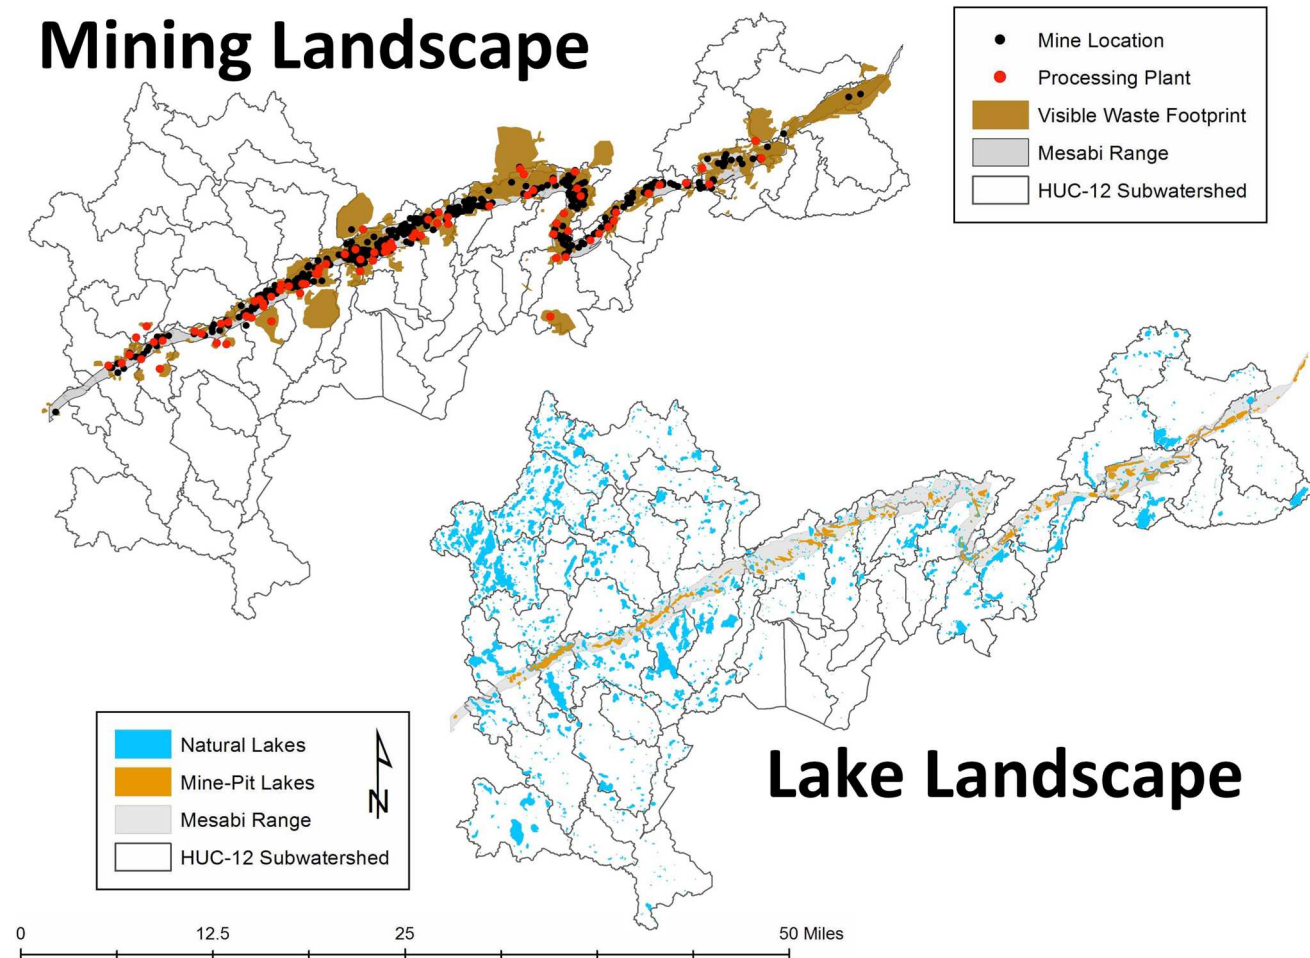 Mining Landscape
Mine Location
Processing Plant
Visible Waste Footprint
Mesabi Range
HUC-12 Subwatershed
Natural Lakes
Mine-Pit Lakes
Mesabi Range
HUC-12 Subwatershed
N
Lake Landscape
0 12.5 25 50 Miles